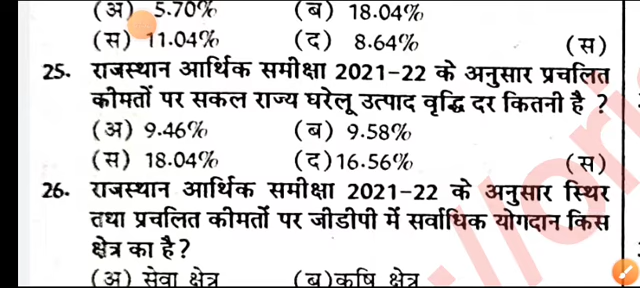 (अ) 5.70% (ब) 18.04%
(स) 11.04% (द) 8.64% (स)
25. राजस्थान आर्थिक समीक्षा 2021-22 के अनुसार प्रचलित
कीमतों पर सकल राज्य घरेलू उत्पाद वृद्धि दर कितनी है ?
(अ) 9.46% (ब) 9.58%
(स) 18.04% (द) 16.56% (स)
26. राजस्थान आर्थिक समीक्षा 2021-22 के अनुसार स्थिर
तथा प्रचलित कीमतों पर जीडीपी में सर्वाधिक योगदान किस
क्षेत्र का है?
(अ) सेवा क्षेत्र (ब) कृषि क्षेत्र